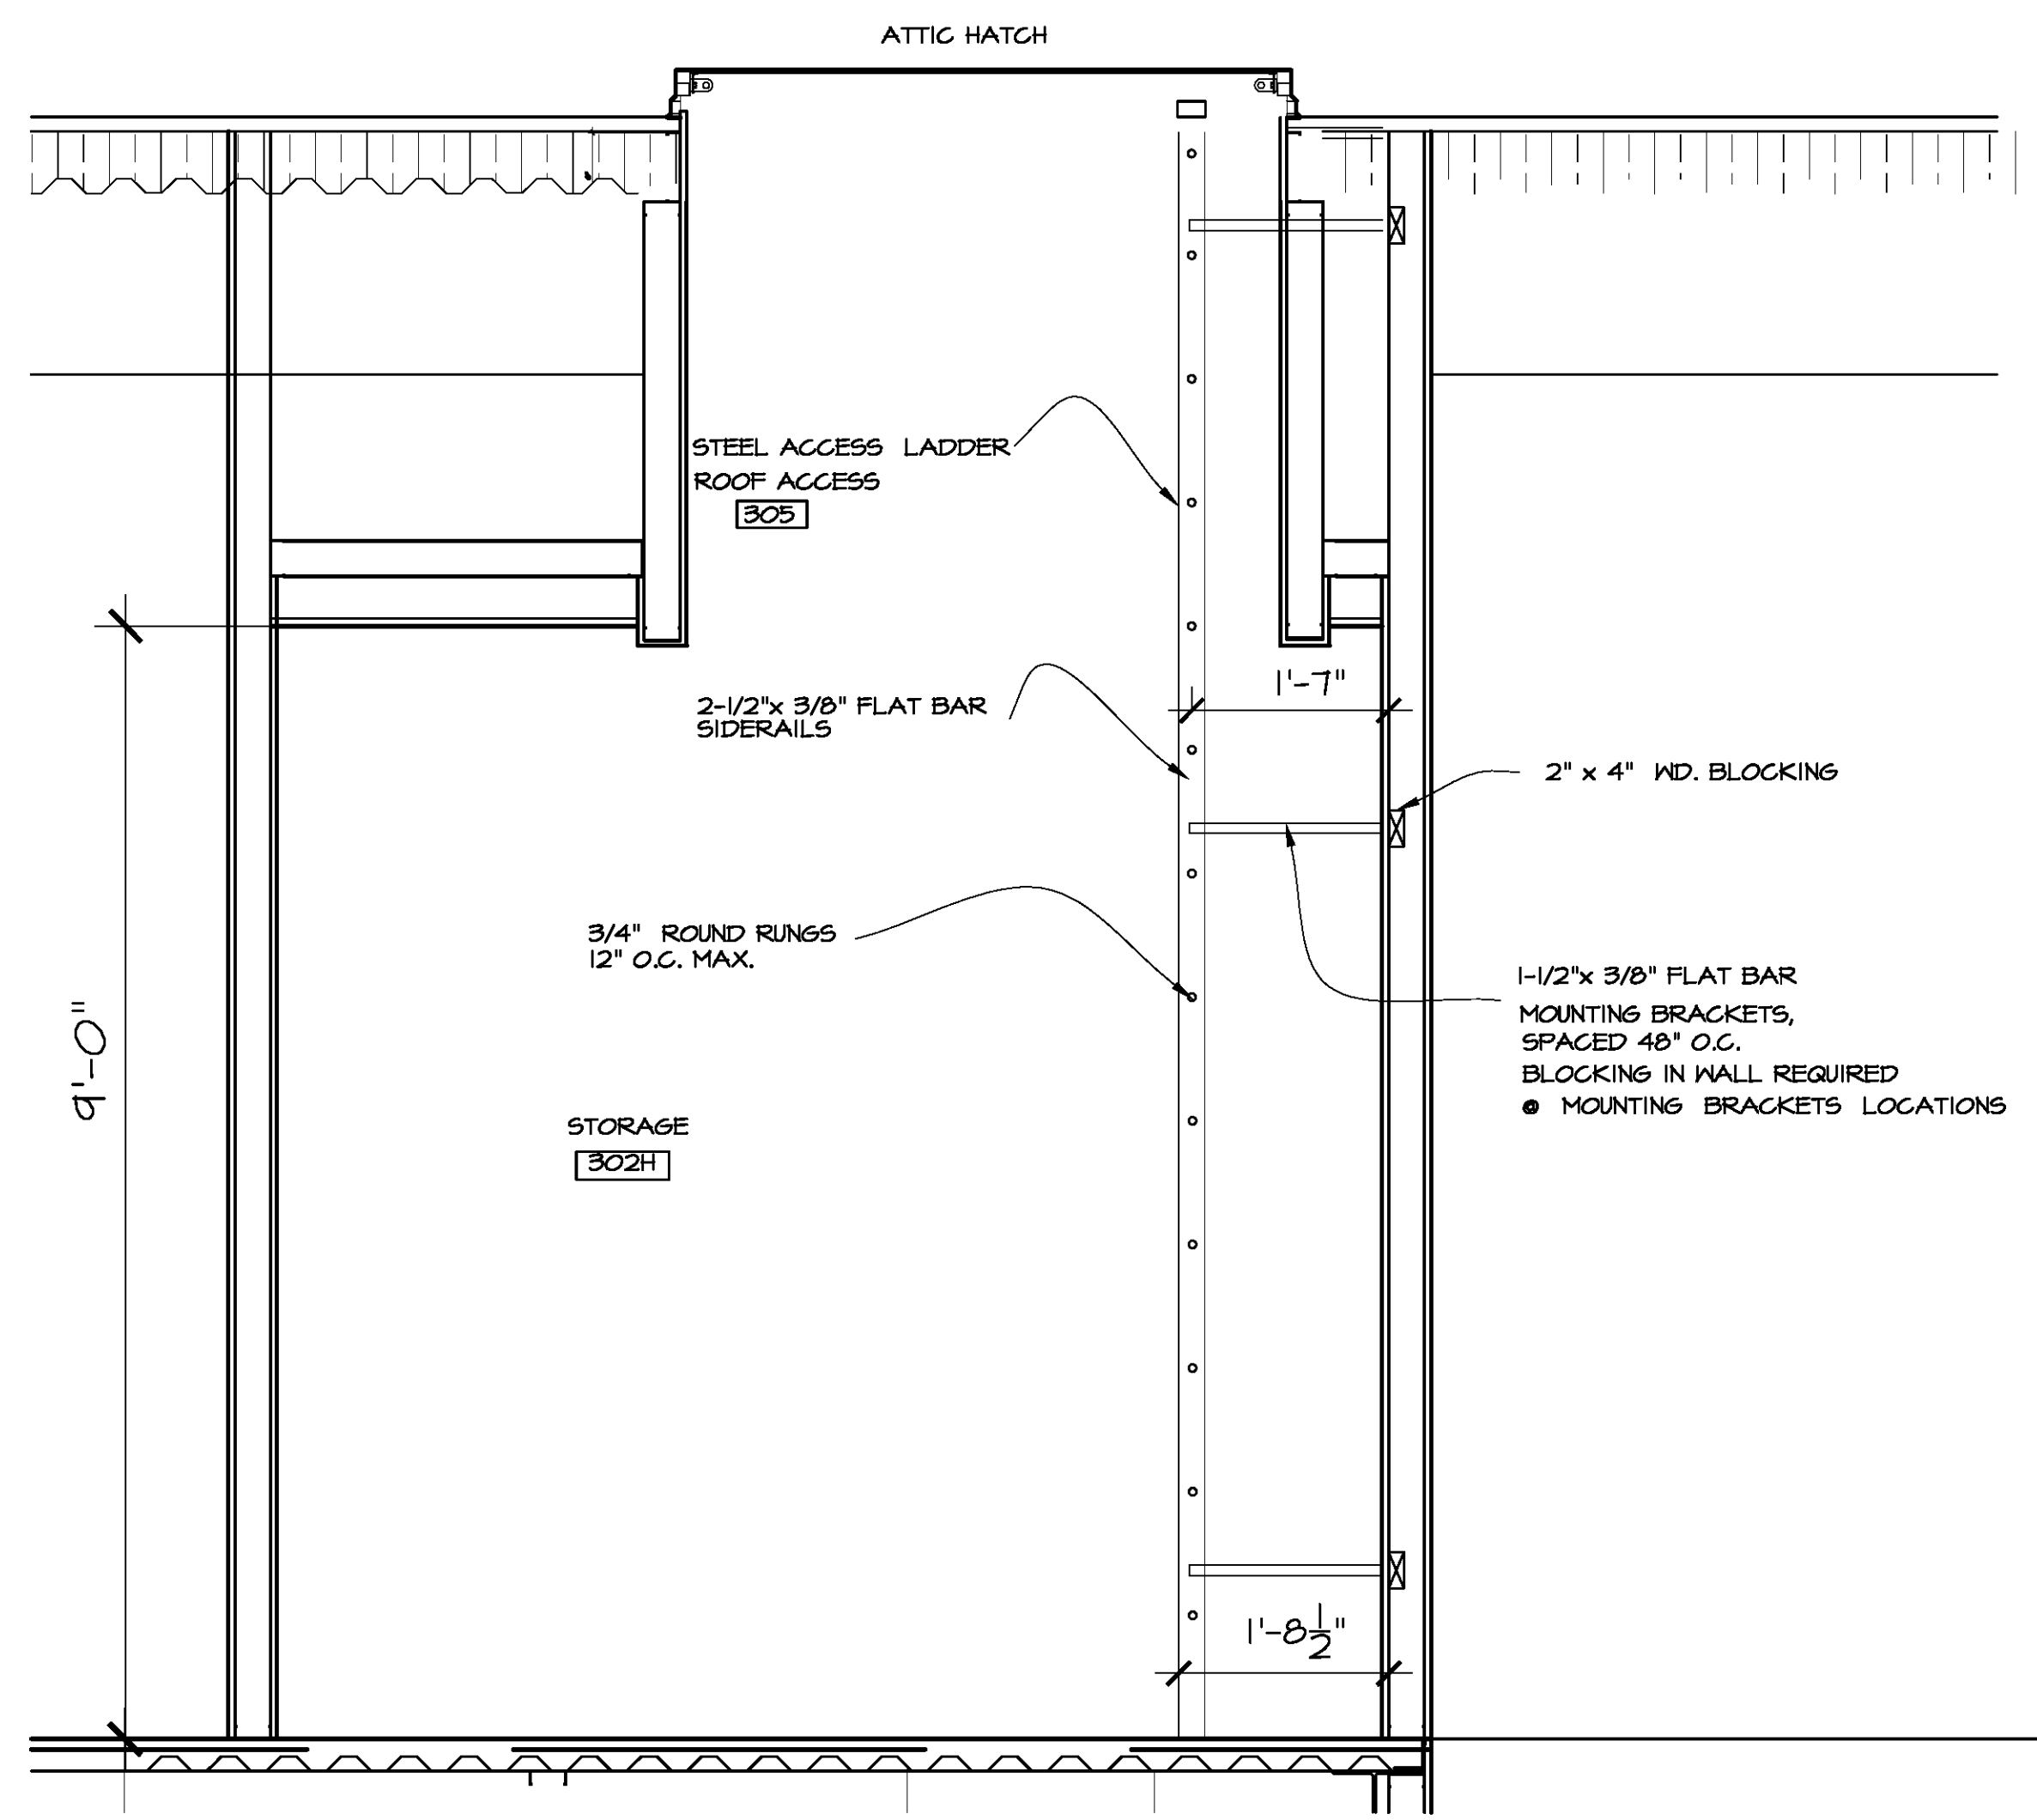 ATTIC HATCH
STEEL ACCESS LADDER
ROOF ACCESS
305
1'-7"
2-1/2"x 3/8" FLAT BAR
SIDERAILS
2" x 4" WD. BLOCKING
3/4" ROUND RUNGS
12" O.C. MAX.
1-1/2"x 3/8" FLAT BAR
MOUNTING BRACKETS,
SPACED 48" O.C.
BLOCKING IN WALL REQUIRED
@ MOUNTING BRACKETS LOCATIONS
9'-0"
STORAGE
302H
1'-8 1/2"